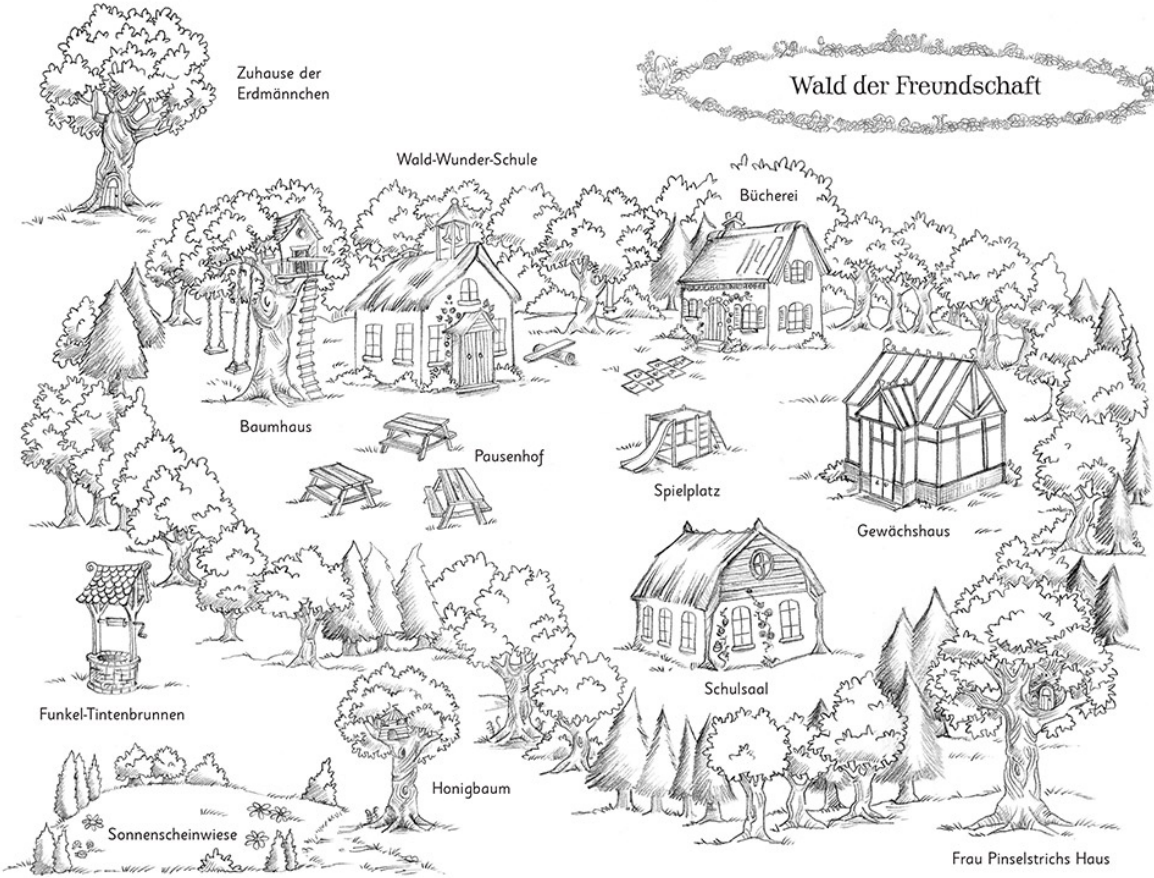 Zuhause der
Erdmännchen
Wald der Freundschaft
Wald-Wunder-Schule
Bücherei
Baumhaus
Pausenhof
Spielplatz
Gewächshaus
Schulsaal
Funkel-Tintenbrunnen
Honigbaum
Sonnenscheinwiese
Frau Pinselstrichs Haus